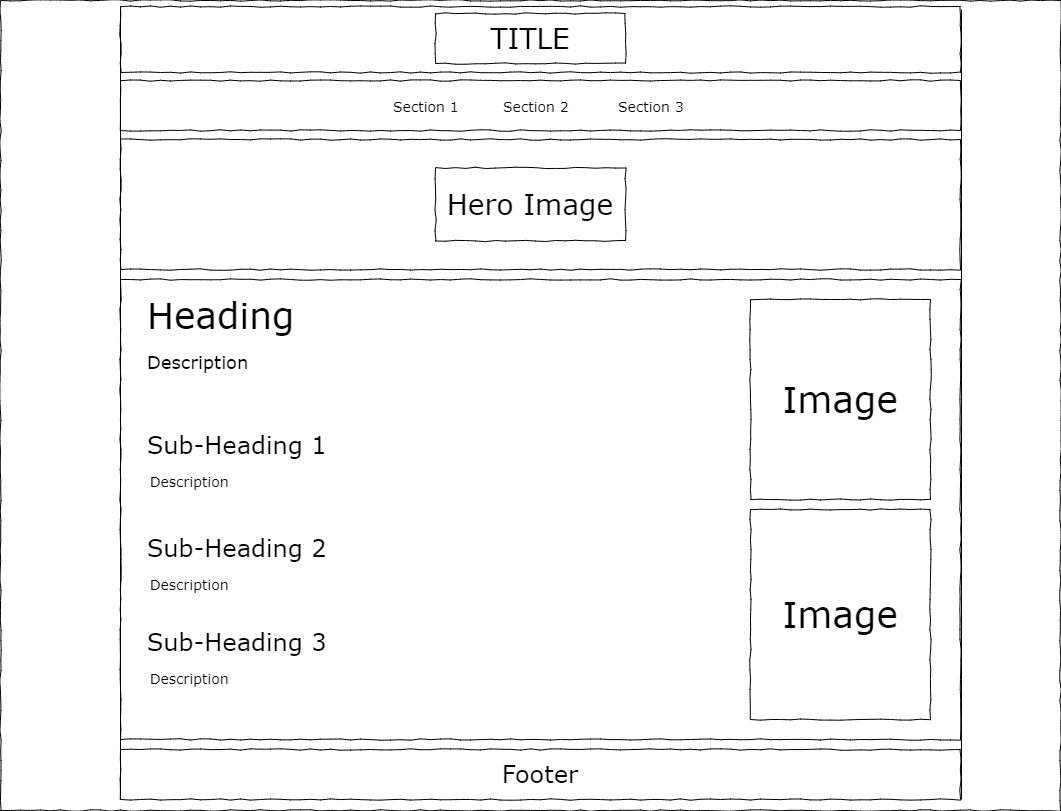 TITLE
Section 1 Section 2 Section 3
Hero Image
Heading
Description
Sub-Heading 1
Description
Sub-Heading 2
Description
Sub-Heading 3
Description
Image
Image
Footer